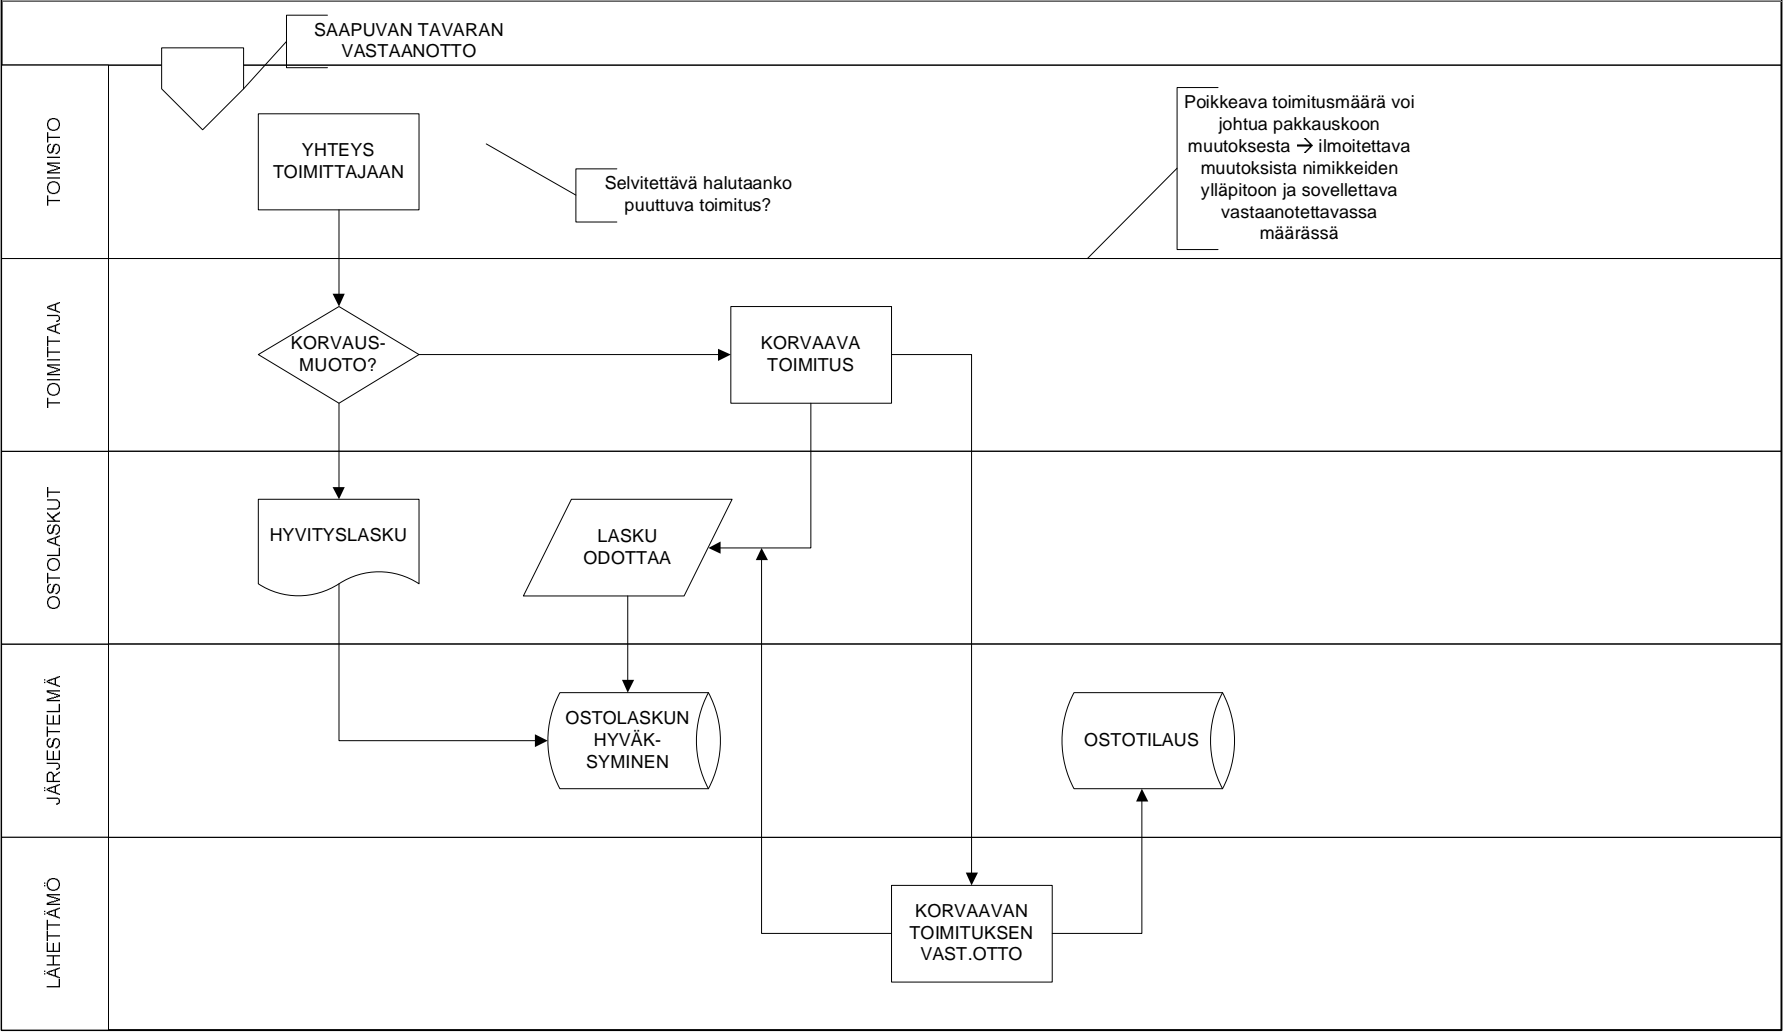 SAAPUVAN TAVARAN
VASTAANOTTO
TOIMISTO
YHTEYS
TOIMITTAJAAN
Selvitettävä halutaanko
puuttuva toimitus?
Poikkeava toimitusmäärä voi
johtua pakkauskoon
muutoksesta → ilmoitettava
muutoksista nimikkeiden
ylläpitoon ja sovellettava
vastaanotettavassa
määrässä
TOIMITTAJA
KORVAUS-
MUOTO?
KORVAAVA
TOIMITUS
OSTOLASKUT
HYVITYSLASKU
LASKU
ODOTTAA
JÄRJESTELMÄ
OSTOLASKUN
HYVÄK-
SYMINEN
OSTOTILAUS
LÄHETTÄMÖ
KORVAAVAN
TOIMITUKSEN
VAST.OTTO